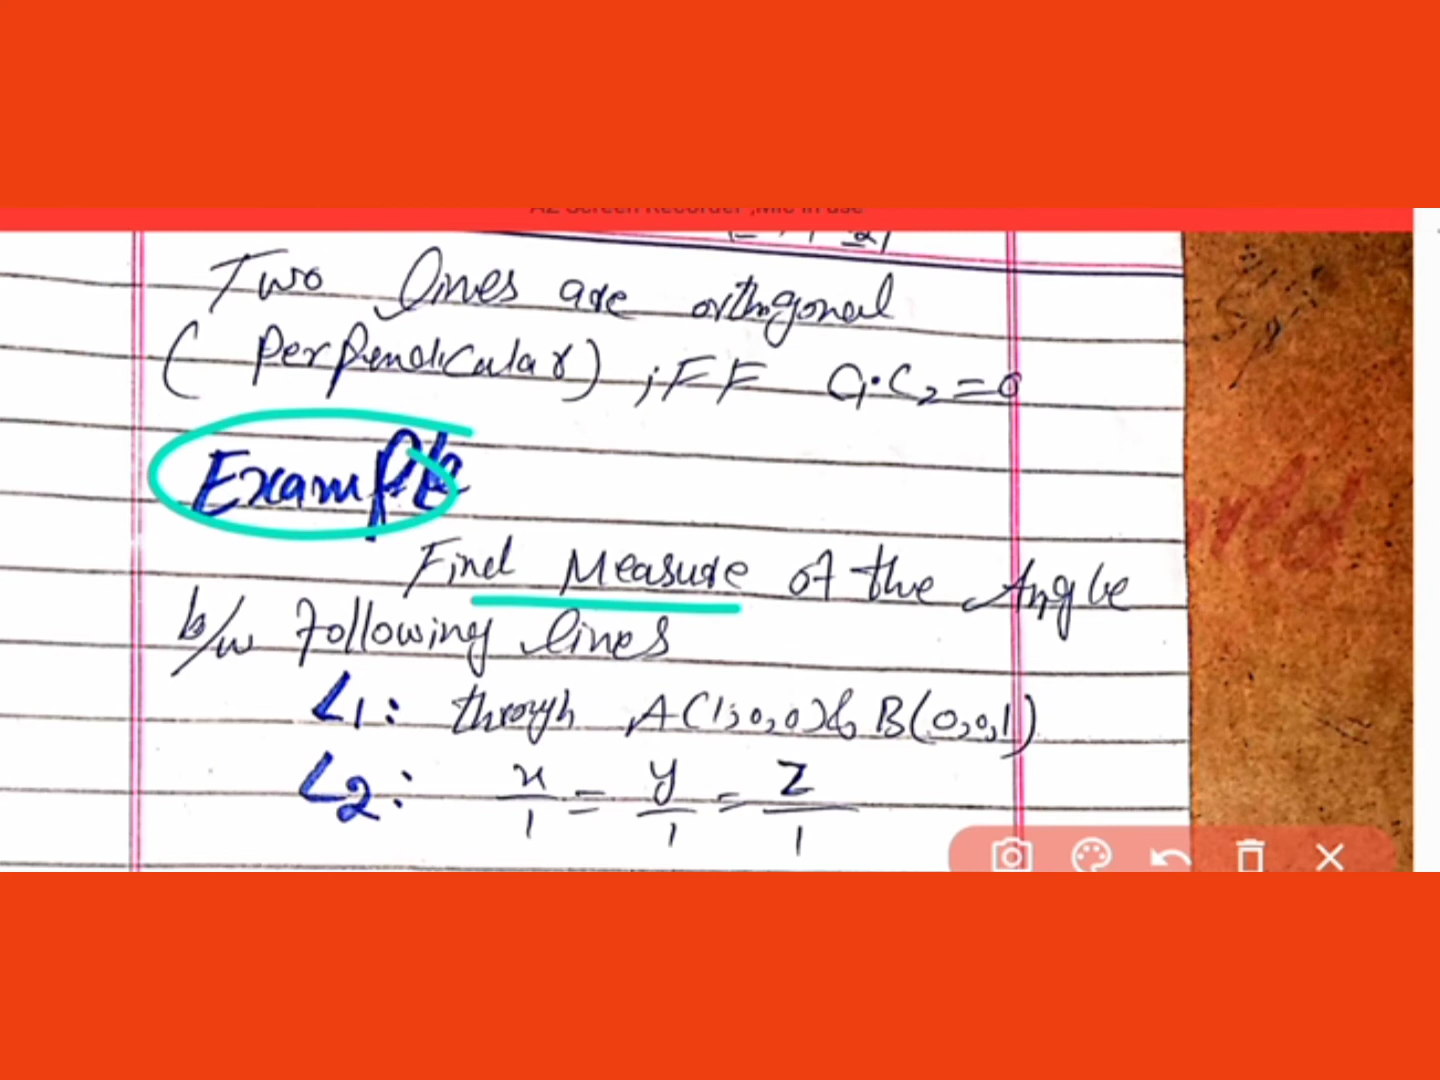 Two lines are orthogonal
(Perpendicular) ;FF C₁·C₂=0
Example
Find Measure of the Angle
b/w following lines
L₁: through A(1,0,0)& B(0,0,1)
L₂: x/1 = y/1 = z/1